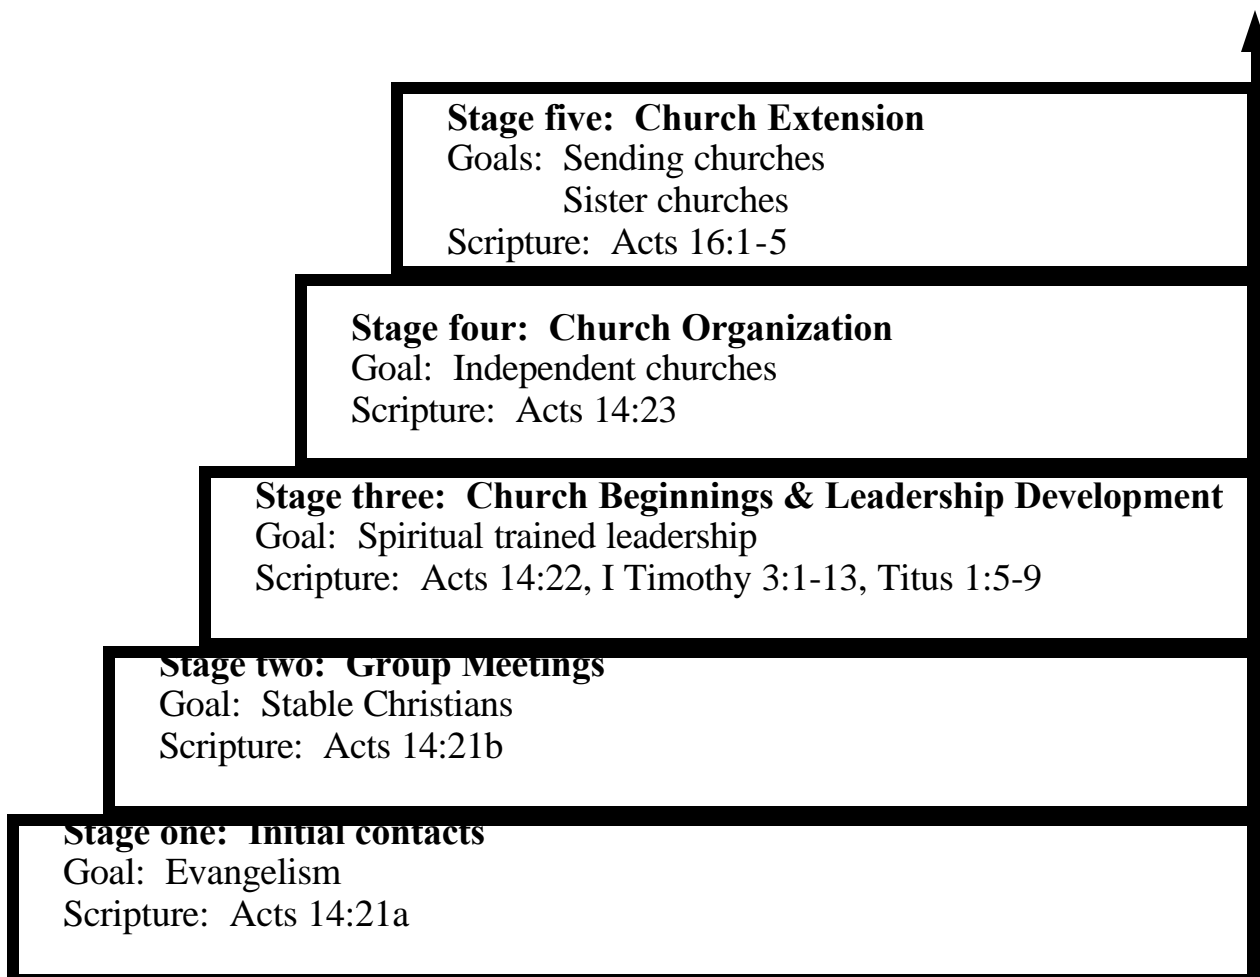 Stage five: Church Extension
Goals: Sending churches
Sister churches
Scripture: Acts 16:1-5
Stage four: Church Organization
Goal: Independent churches
Scripture: Acts 14:23
Stage three: Church Beginnings & Leadership Development
Goal: Spiritual trained leadership
Scripture: Acts 14:22, I Timothy 3:1-13, Titus 1:5-9
Stage two: Group Meetings
Goal: Stable Christians
Scripture: Acts 14:21b
Stage one: Initial contacts
Goal: Evangelism
Scripture: Acts 14:21a